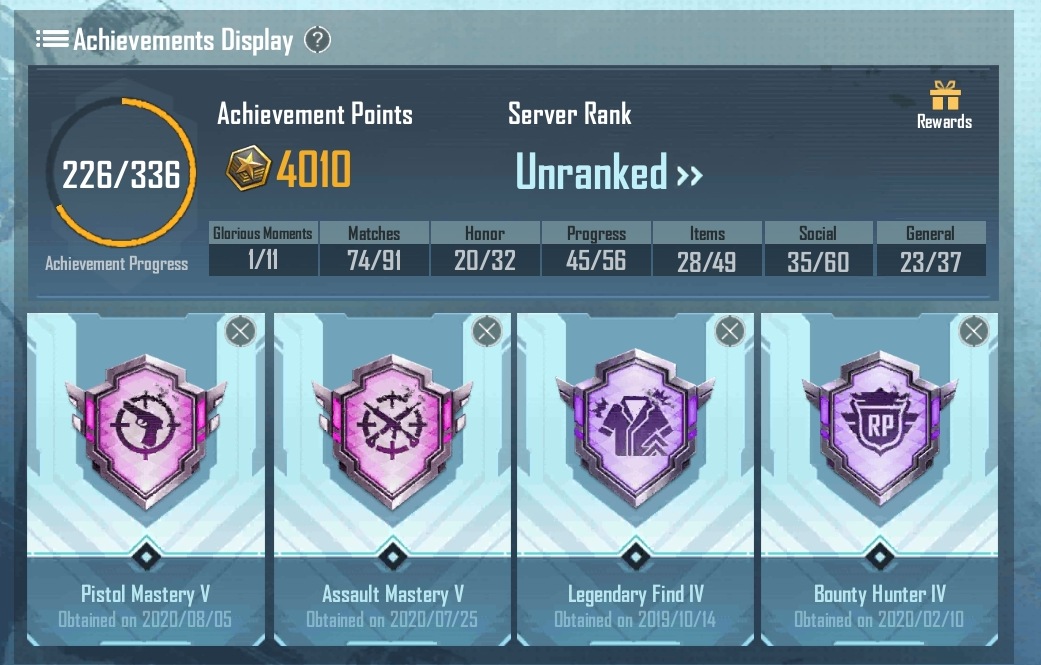 Achievements Display ?
Rewards
Achievement Points
Server Rank
226/336
4010
Unranked >>
Achievement Progress
Glorious Moments Matches Honor Progress Items Social General
1/11 74/91 20/32 45/56 28/49 35/60 23/37
RP
Pistol Mastery V
Obtained on 2020/08/05
Assault Mastery V
Obtained on 2020/07/25
Legendary Find IV
Obtained on 2019/10/14
Bounty Hunter IV
Obtained on 2020/02/10